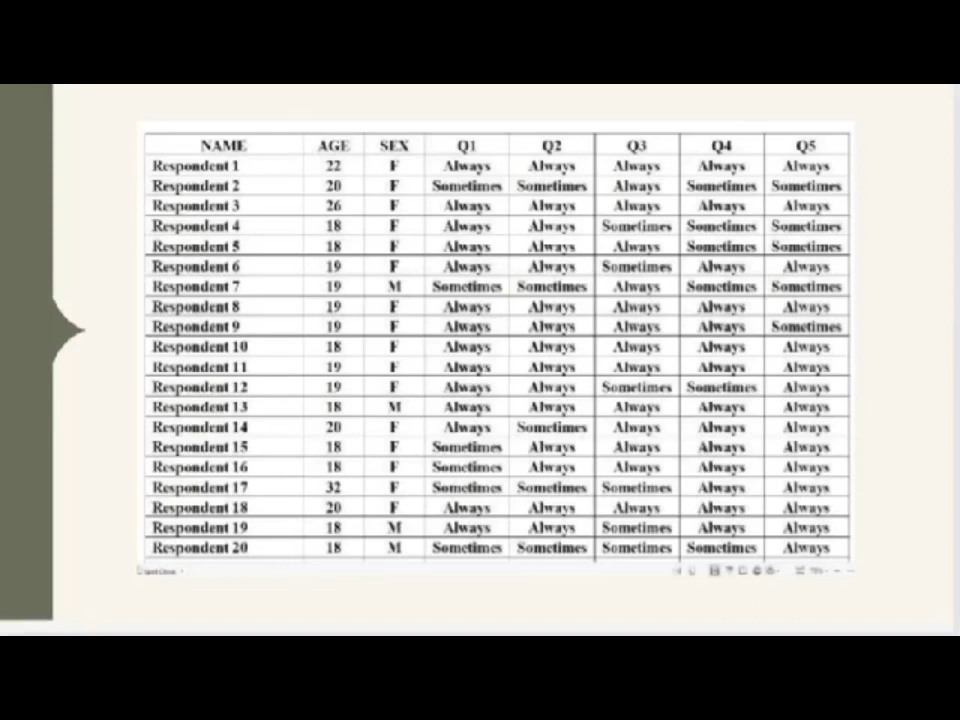 NAME AGE SEX Q1 Q2 Q3 Q4 Q5
Respondent 1 22 F Always Always Always Always Always
Respondent 2 20 F Sometimes Sometimes Always Sometimes Sometimes
Respondent 3 26 F Always Always Always Always Always
Respondent 4 18 F Always Always Sometimes Sometimes Sometimes
Respondent 5 18 F Always Always Always Sometimes Sometimes
Respondent 6 19 F Always Always Sometimes Always Always
Respondent 7 19 M Sometimes Sometimes Always Sometimes Sometimes
Respondent 8 19 F Always Always Always Always Always
Respondent 9 19 F Always Always Always Always Sometimes
Respondent 10 18 F Always Always Always Always Always
Respondent 11 19 F Always Always Always Always Always
Respondent 12 19 F Always Always Sometimes Sometimes Always
Respondent 13 18 M Always Always Always Always Always
Respondent 14 20 F Always Sometimes Always Always Always
Respondent 15 18 F Sometimes Always Always Always Always
Respondent 16 18 F Sometimes Always Always Always Always
Respondent 17 32 F Sometimes Sometimes Sometimes Always Always
Respondent 18 20 F Always Always Always Always Always
Respondent 19 18 M Always Always Sometimes Always Always
Respondent 20 18 M Sometimes Sometimes Sometimes Sometimes Always